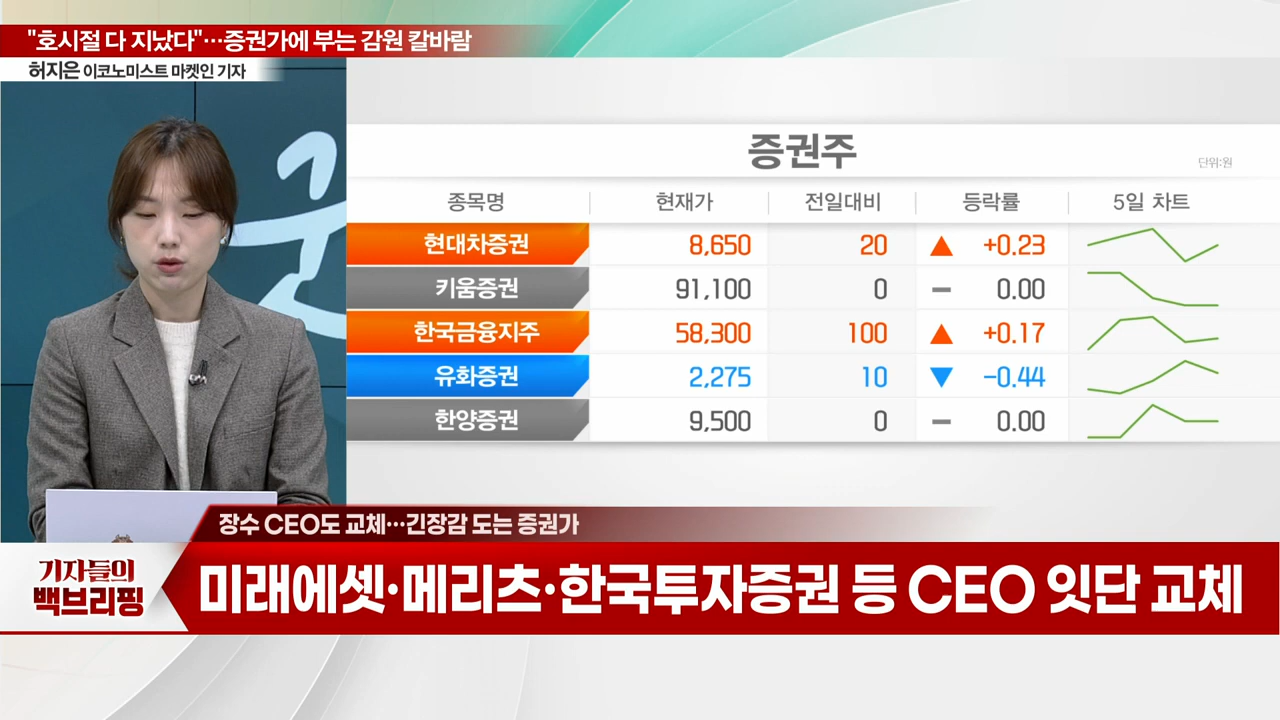 "호시절 다 지났다"…증권가에 부는 감원 칼바람
허지은 이코노미스트 마켓인 기자
증권주
단위:원
종목명 현재가 전일대비 등락률 5일 차트
현대차증권 8,650 20 ▲ +0.23
키움증권 91,100 0 – 0.00
한국금융지주 58,300 100 ▲ +0.17
유화증권 2,275 10 ▼ -0.44
한양증권 9,500 0 – 0.00
장수 CEO도 교체…긴장감 도는 증권가
기자들의
백브리핑
미래에셋·메리츠·한국투자증권 등 CEO 잇단 교체